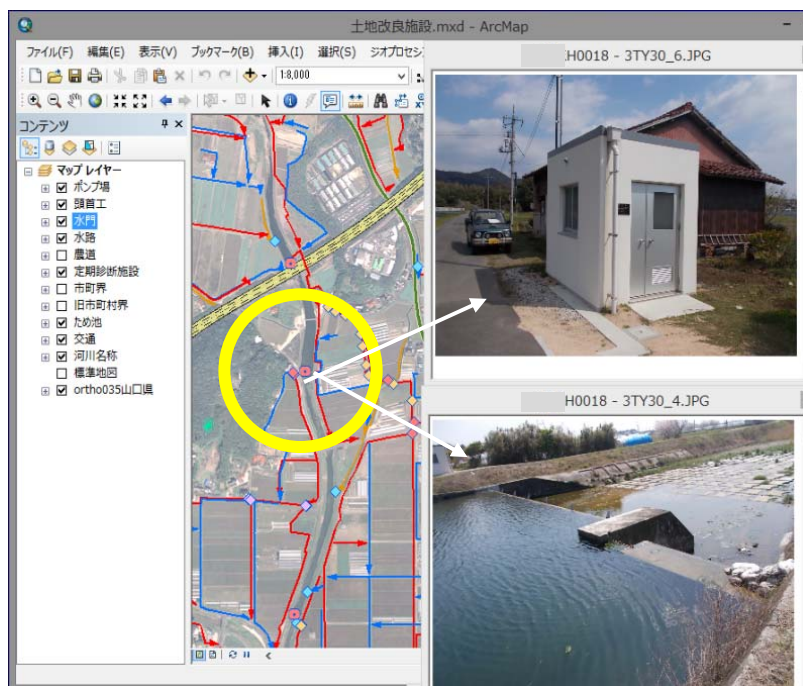 土地改良施設.mxd - ArcMap
ファイル(F) 編集(E) 表示(V) ブックマーク(B) 挿入(I) 選択(S) ジオプロセシ
1:8,000
コンテンツ
マップ レイヤー
ポンプ場
頭首工
水門
水路
農道
定期診断施設
市町界
旧市町村界
ため池
交通
河川名称
標準地図
ortho035山口県
H0018 - 3TY30_6.JPG
H0018 - 3TY30_4.JPG